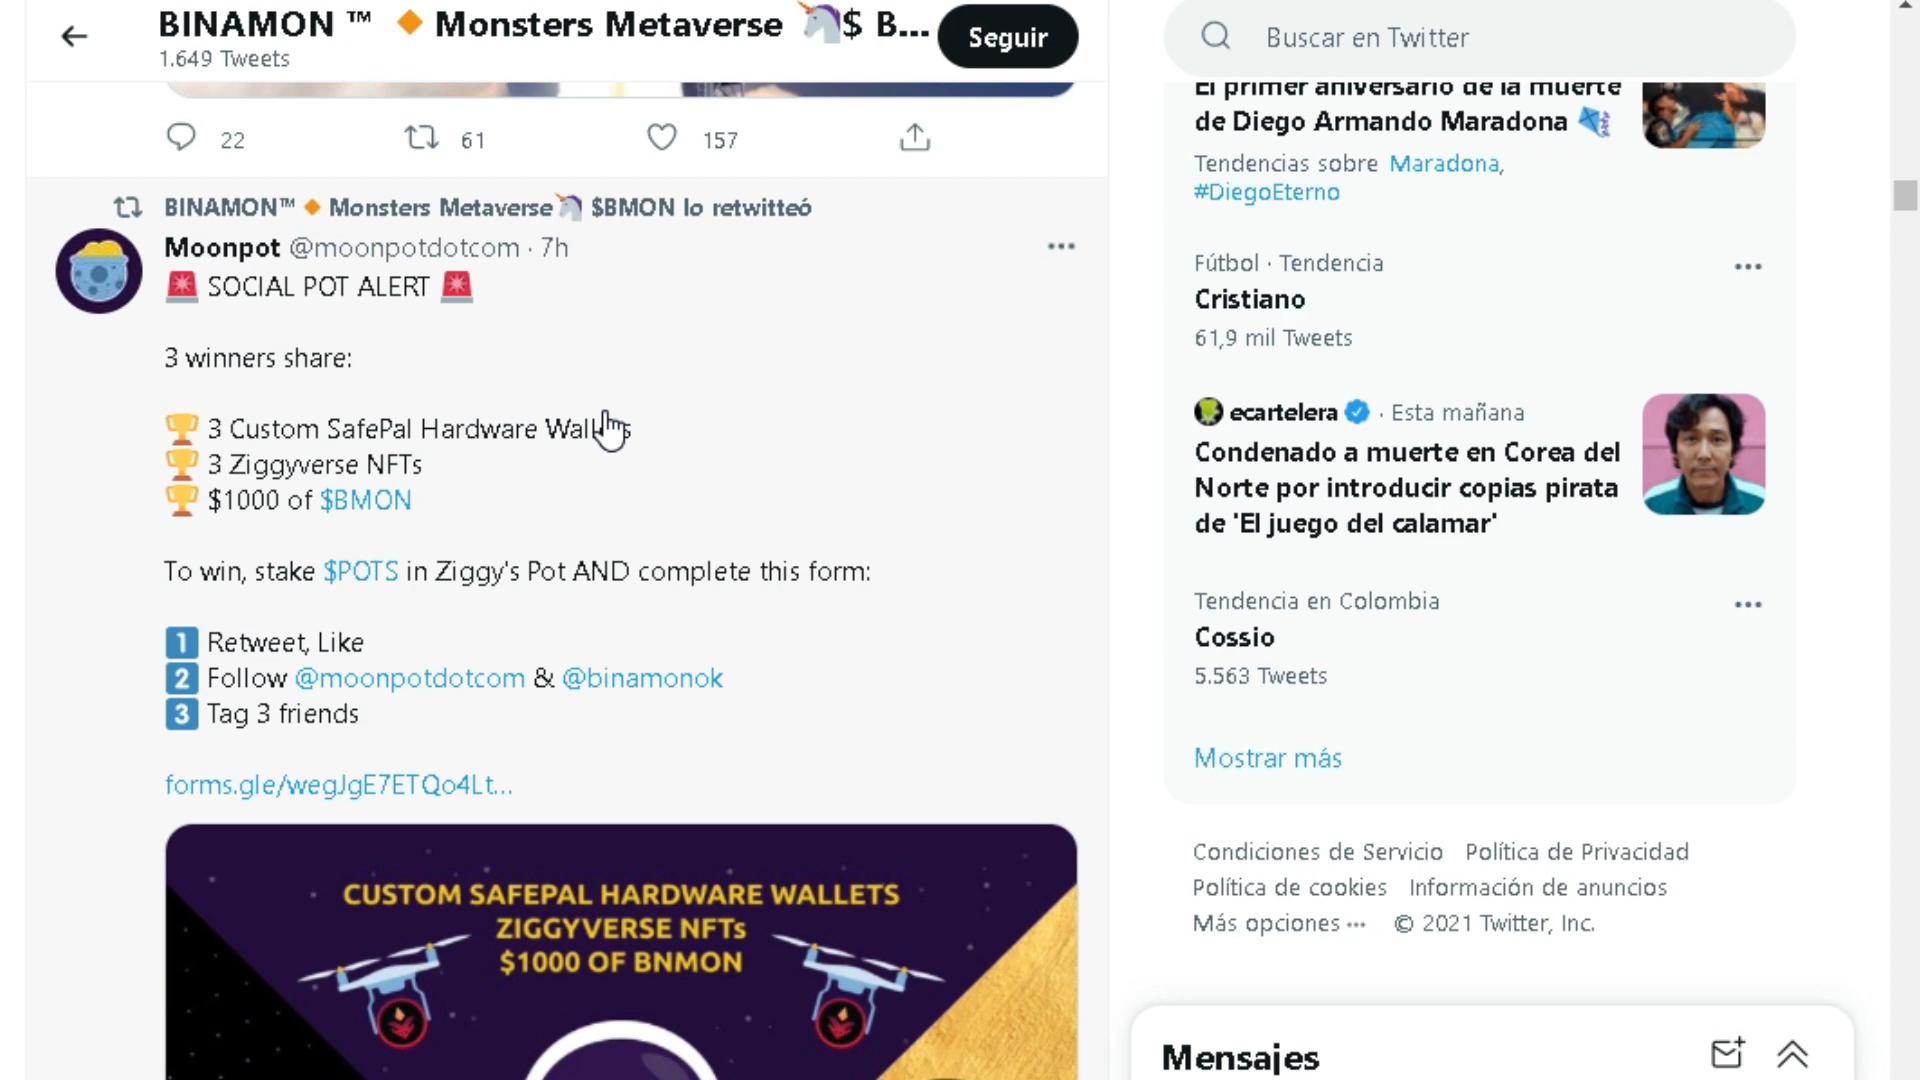 BINAMON ™ 🔸 Monsters Metaverse 🦄$ B...
1.649 Tweets
Seguir
22
61
157
BINAMON™🔸 Monsters Metaverse🦄 $BMON lo retwitteó
Moonpot @moonpotdotcom · 7h
🚨 SOCIAL POT ALERT 🚨
3 winners share:
🏆 3 Custom SafePal Hardware Wallets
🏆 3 Ziggyverse NFTs
🏆 $1000 of $BMON
To win, stake $POTS in Ziggy's Pot AND complete this form:
1️⃣ Retweet, Like
2️⃣ Follow @moonpotdotcom & @binamonok
3️⃣ Tag 3 friends
forms.gle/wegJgE7ETQo4Lt...
CUSTOM SAFEPAL HARDWARE WALLETS
ZIGGYVERSE NFTs
$1000 OF BNMON
Buscar en Twitter
El primer aniversario de la muerte
de Diego Armando Maradona 🪁
Tendencias sobre Maradona,
#DiegoEterno
Fútbol · Tendencia
Cristiano
61,9 mil Tweets
ecartelera · Esta mañana
Condenado a muerte en Corea del
Norte por introducir copias pirata
de 'El juego del calamar'
Tendencia en Colombia
Cossio
5.563 Tweets
Mostrar más
Condiciones de Servicio Política de Privacidad
Política de cookies Información de anuncios
Más opciones ··· © 2021 Twitter, Inc.
Mensajes